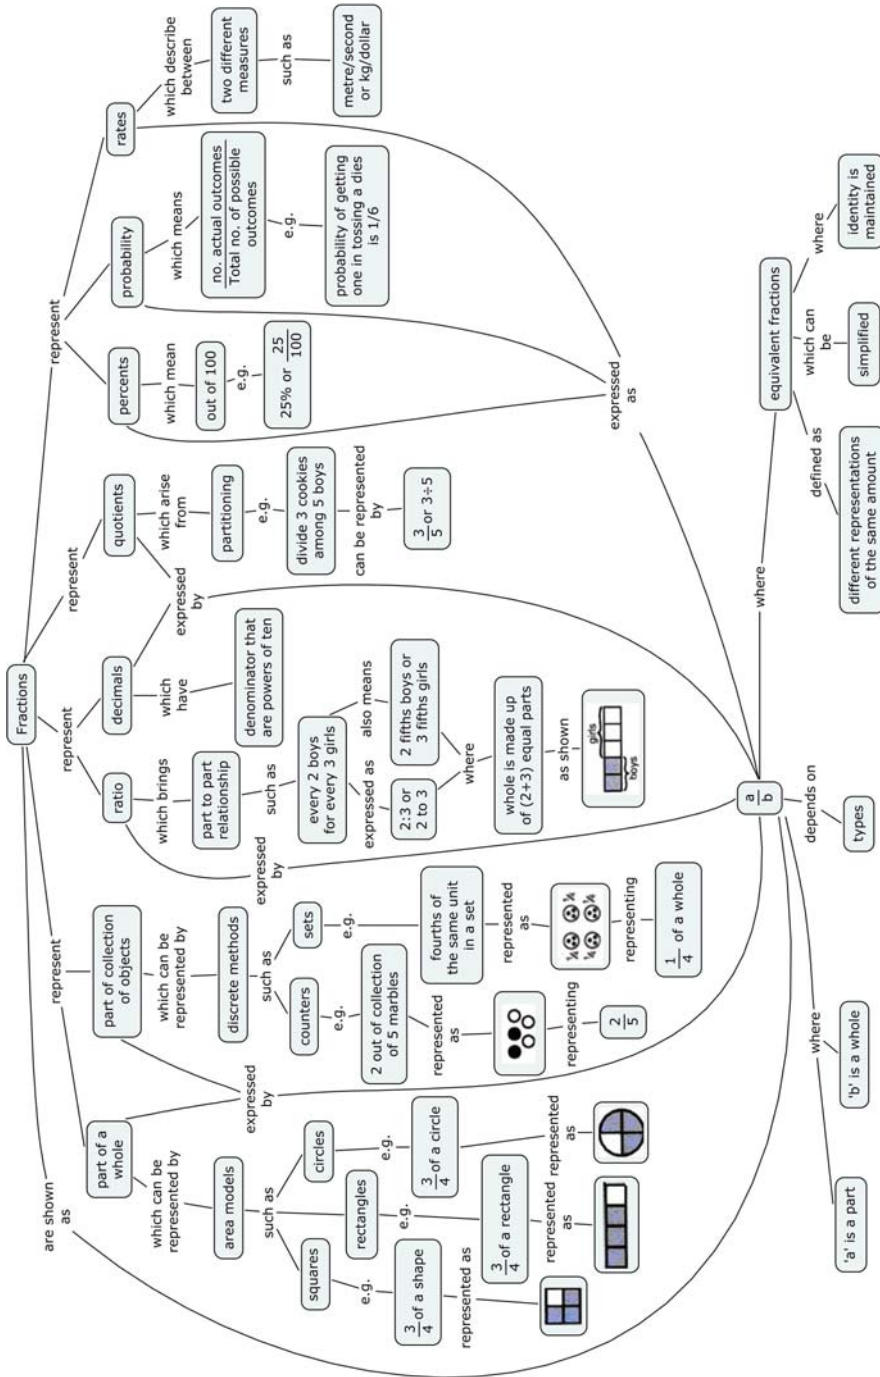 Fractions
are shown
as
represent
represent
represent
represent
part of a
whole
part of collection
of objects
ratio
decimals
quotients
percents
probability
rates
which can be
represented by
area models
such as
squares
rectangles
circles
e.g.
e.g.
e.g.
3/4 of a shape
3/4 of a rectangle
3/4 of a circle
represented as
represented
as
represented
as
expressed
by
which can be
represented by
discrete methods
such as
counters
sets
e.g.
e.g.
2 out of collection
of 5 marbles
fourths of
the same unit
in a set
represented
as
represented
as
¼ ¼
¼ ¼
representing
representing
2/5
1/4 of a whole
expressed
by
which brings
part to part
relationship
such as
every 2 boys
for every 3 girls
expressed as
also means
2:3 or
2 to 3
2 fifths boys or
3 fifths girls
where
whole is made up
of (2+3) equal parts
as shown
girls
boys
which
have
denominator that
are powers of ten
expressed
by
which arise
from
partitioning
e.g.
divide 3 cookies
among 5 boys
can be represented
by
3/5 or 3÷5
which mean
out of 100
e.g.
25% or 25/100
which means
no. actual outcomes
Total no. of possible
outcomes
e.g.
probability of getting
one in tossing a dies
is 1/6
which describe
between
two different
measures
such as
metre/second
or kg/dollar
expressed
as
a/b
where
'a' is a part
'b' is a whole
depends on
types
where
equivalent fractions
defined as
which can
be
where
different representations
of the same amount
simplified
identity is
maintained